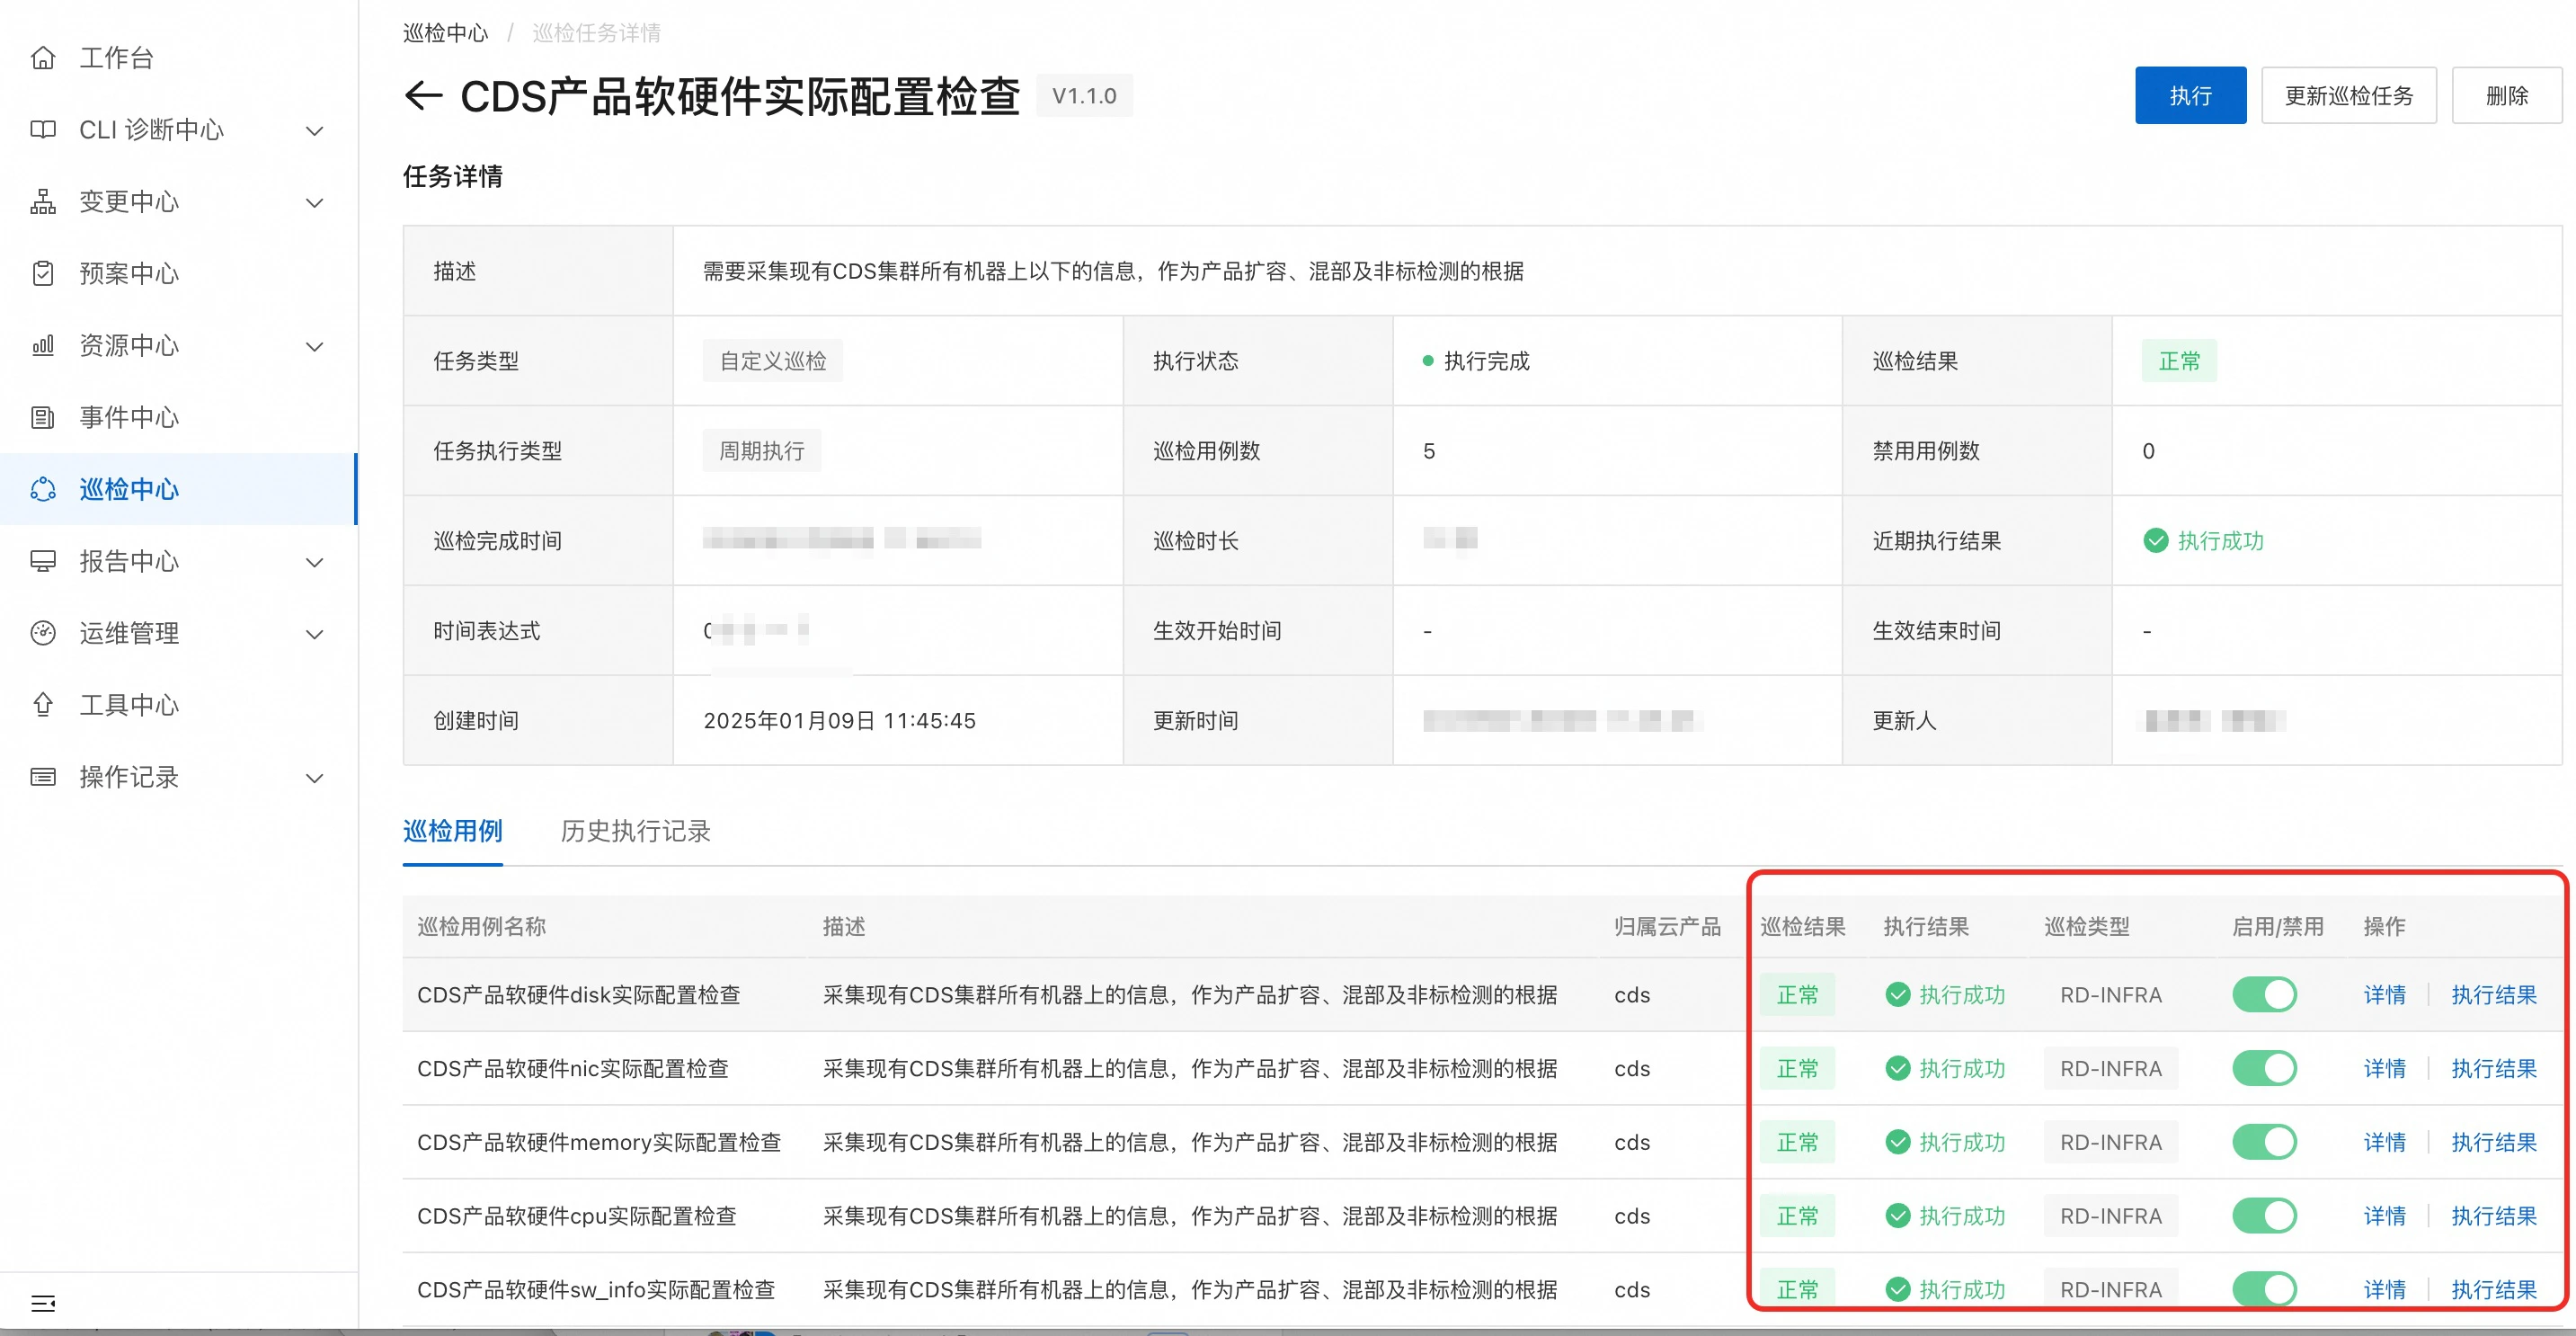 巡检中心 / 巡检任务详情
工作台
CLI 诊断中心
变更中心
预案中心
资源中心
事件中心
巡检中心
报告中心
运维管理
工具中心
操作记录
CDS产品软硬件实际配置检查 V1.1.0
执行 更新巡检任务 删除
任务详情
描述 需要采集现有CDS集群所有机器上以下的信息，作为产品扩容、混部及非标检测的根据
任务类型 自定义巡检 执行状态 执行完成 巡检结果 正常
任务执行类型 周期执行 巡检用例数 5 禁用用例数 0
巡检完成时间 巡检时长 近期执行结果 执行成功
时间表达式 生效开始时间 - 生效结束时间 -
创建时间 2025年01月09日 11:45:45 更新时间 更新人
巡检用例 历史执行记录
巡检用例名称 描述 归属云产品 巡检结果 执行结果 巡检类型 启用/禁用 操作
CDS产品软硬件disk实际配置检查 采集现有CDS集群所有机器上的信息，作为产品扩容、混部及非标检测的根据 cds 正常 执行成功 RD-INFRA 详情 执行结果
CDS产品软硬件nic实际配置检查 采集现有CDS集群所有机器上的信息，作为产品扩容、混部及非标检测的根据 cds 正常 执行成功 RD-INFRA 详情 执行结果
CDS产品软硬件memory实际配置检查 采集现有CDS集群所有机器上的信息，作为产品扩容、混部及非标检测的根据 cds 正常 执行成功 RD-INFRA 详情 执行结果
CDS产品软硬件cpu实际配置检查 采集现有CDS集群所有机器上的信息，作为产品扩容、混部及非标检测的根据 cds 正常 执行成功 RD-INFRA 详情 执行结果
CDS产品软硬件sw_info实际配置检查 采集现有CDS集群所有机器上的信息，作为产品扩容、混部及非标检测的根据 cds 正常 执行成功 RD-INFRA 详情 执行结果